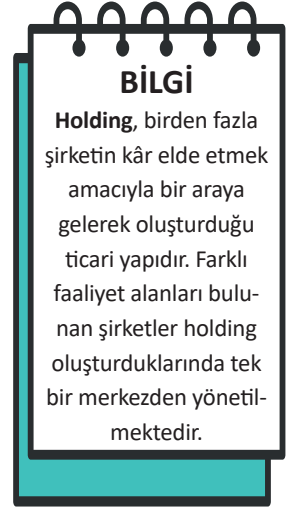 BİLGİ
Holding, birden fazla
şirketin kâr elde etmek
amacıyla bir araya
gelerek oluşturduğu
ticari yapıdır. Farklı
faaliyet alanları bulu-
nan şirketler holding
oluşturduklarında tek
bir merkezden yönetil-
mektedir.